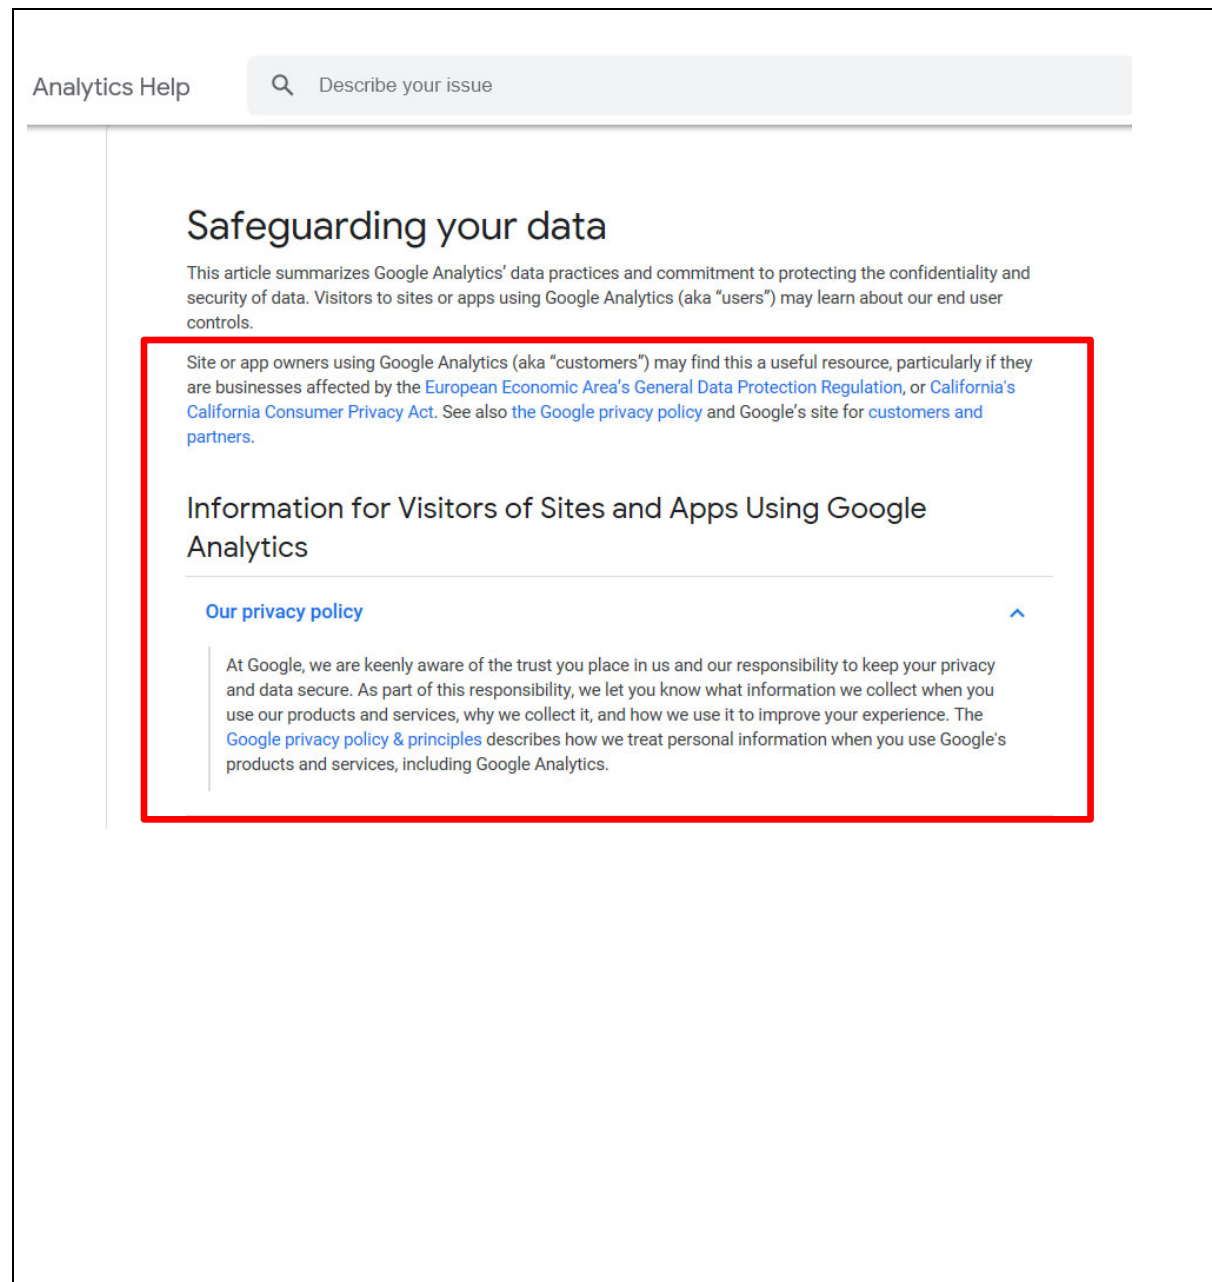 Analytics Help
Describe your issue
Safeguarding your data
This article summarizes Google Analytics’ data practices and commitment to protecting the confidentiality and
security of data. Visitors to sites or apps using Google Analytics (aka “users”) may learn about our end user
controls.
Site or app owners using Google Analytics (aka “customers”) may find this a useful resource, particularly if they
are businesses affected by the European Economic Area’s General Data Protection Regulation, or California's
California Consumer Privacy Act. See also the Google privacy policy and Google’s site for customers and
partners.
Information for Visitors of Sites and Apps Using Google
Analytics
Our privacy policy
At Google, we are keenly aware of the trust you place in us and our responsibility to keep your privacy
and data secure. As part of this responsibility, we let you know what information we collect when you
use our products and services, why we collect it, and how we use it to improve your experience. The
Google privacy policy & principles describes how we treat personal information when you use Google's
products and services, including Google Analytics.